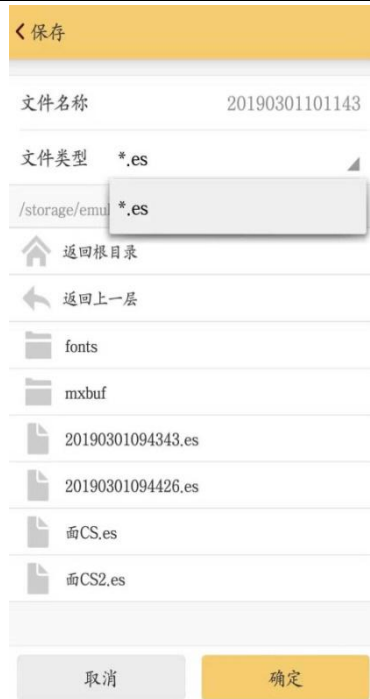 保存
文件名称 20190301101143
文件类型 *.es
/storage/emul
*.es
返回根目录
返回上一层
fonts
mxbuf
20190301094343.es
20190301094426.es
面CS.es
面CS2.es
取消 确定